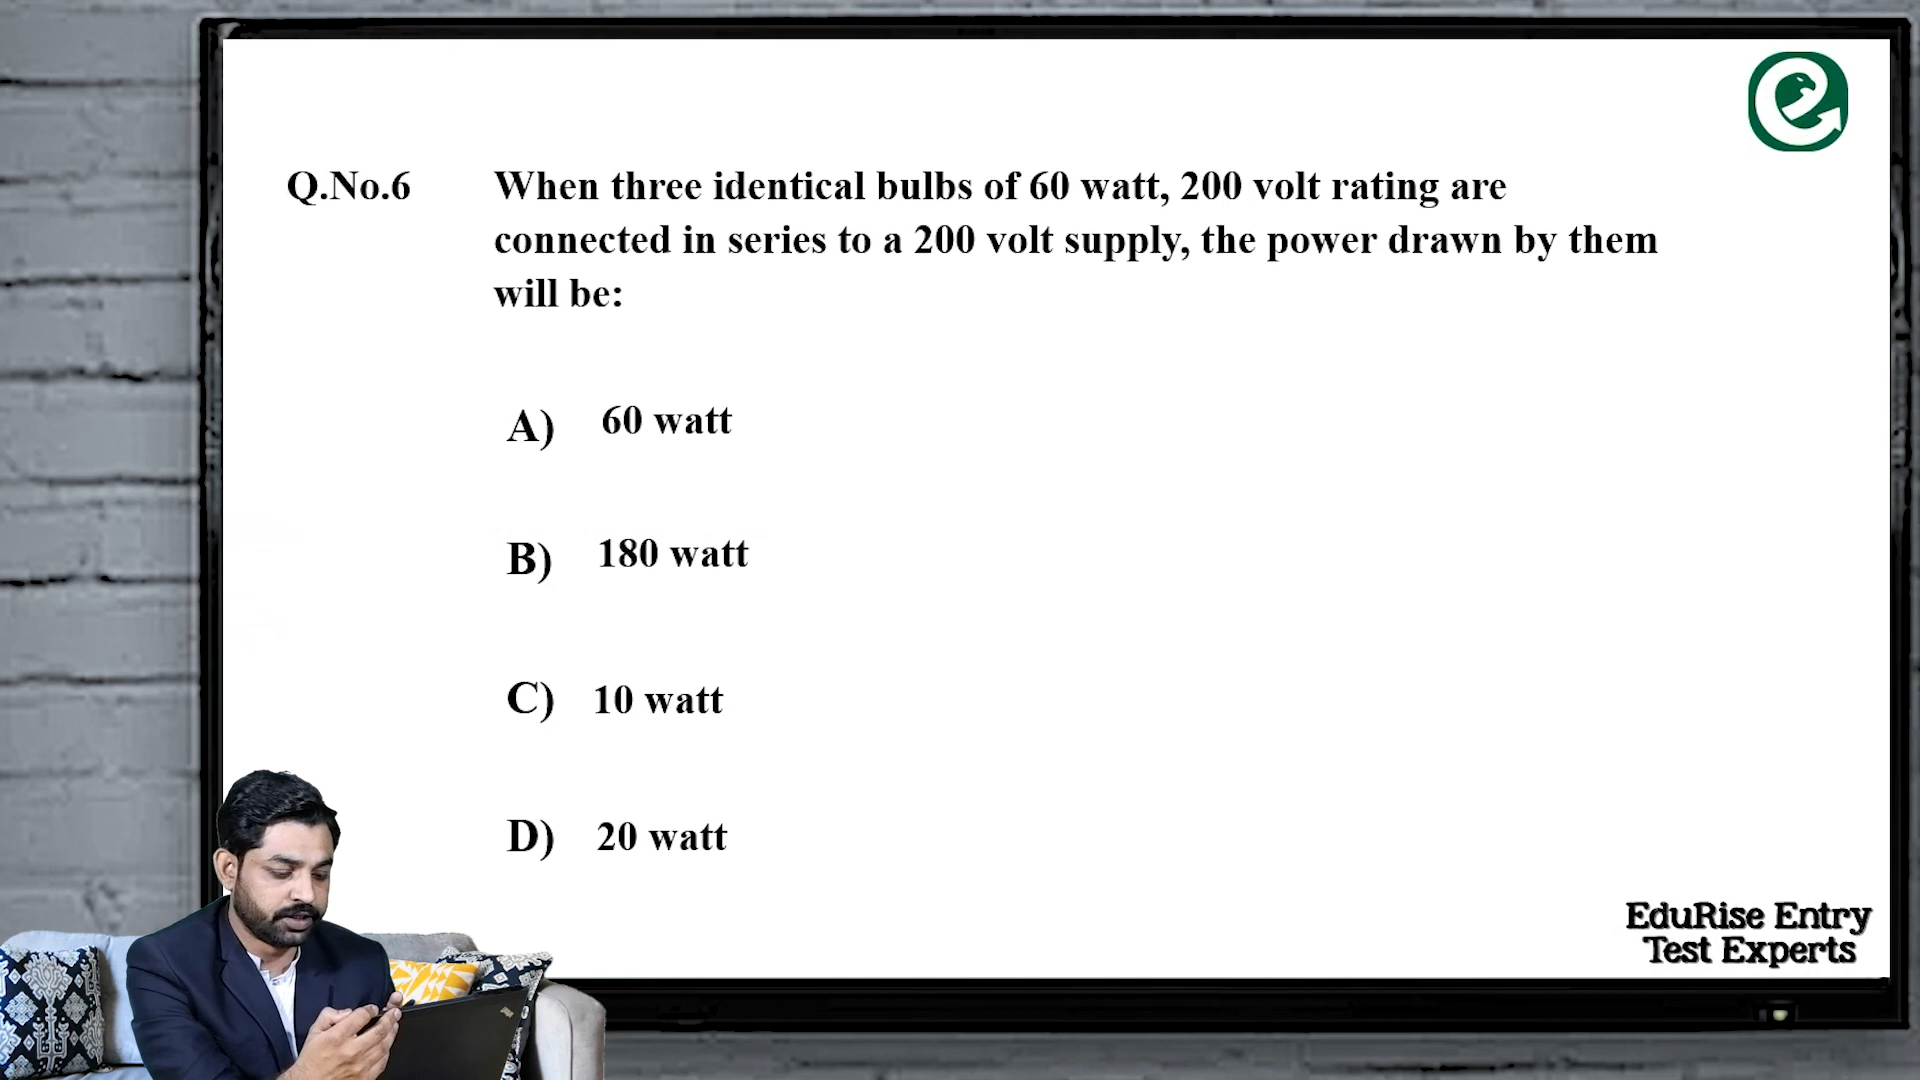 Q.No.6 When three identical bulbs of 60 watt, 200 volt rating are
connected in series to a 200 volt supply, the power drawn by them
will be:
A) 60 watt
B) 180 watt
C) 10 watt
D) 20 watt
EduRise Entry
Test Experts